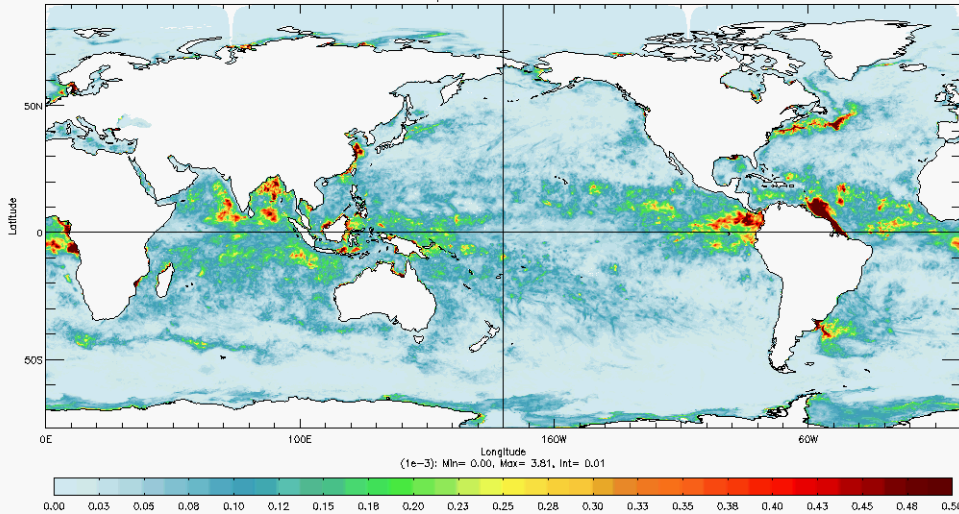 50N
0
50S
Latitude
0E 100E 160W 60W
Longitude
(1e-3): Min= 0.00, Max= 3.81, Int= 0.01
0.00 0.03 0.05 0.08 0.10 0.12 0.15 0.18 0.20 0.23 0.25 0.28 0.30 0.33 0.35 0.38 0.40 0.43 0.45 0.48 0.50